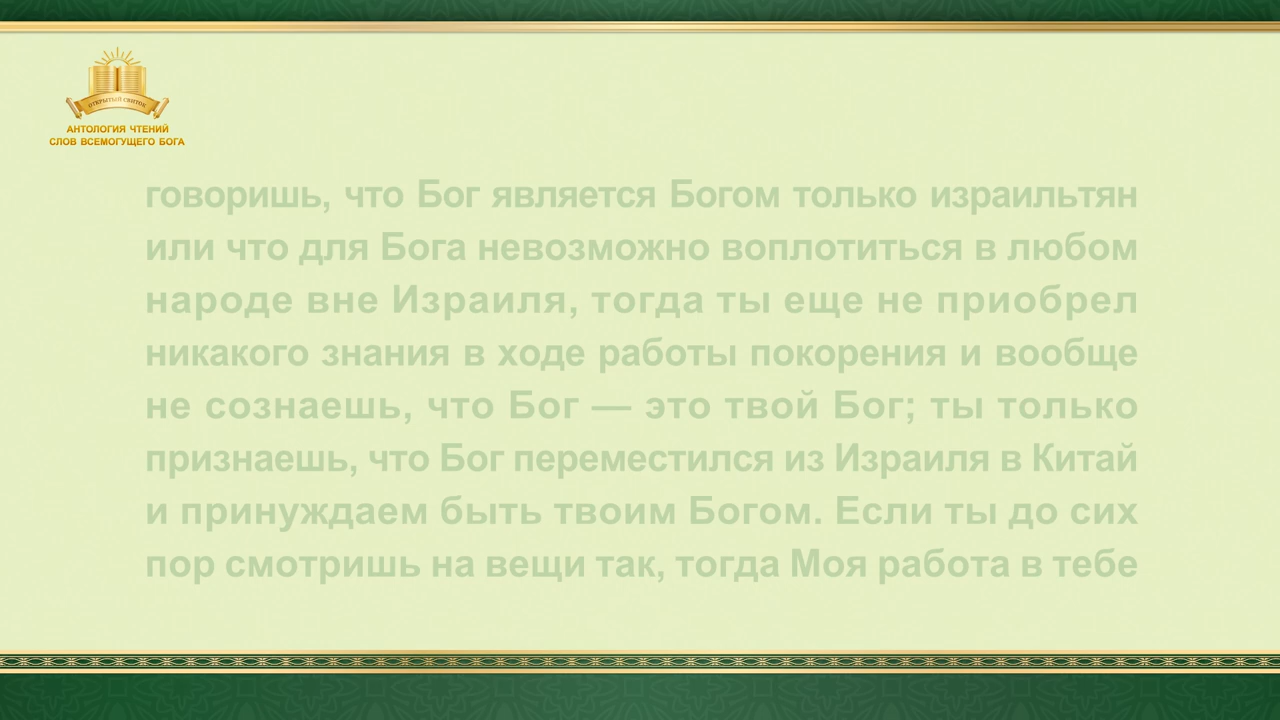 ОТКРЫТЫЙ СВИТОК
АНТОЛОГИЯ ЧТЕНИЙ
СЛОВ ВСЕМОГУЩЕГО БОГА
говоришь, что Бог является Богом только израильтян
или что для Бога невозможно воплотиться в любом
народе вне Израиля, тогда ты еще не приобрел
никакого знания в ходе работы покорения и вообще
не сознаешь, что Бог — это твой Бог; ты только
признаешь, что Бог переместился из Израиля в Китай
и принуждаем быть твоим Богом. Если ты до сих
пор смотришь на вещи так, тогда Моя работа в тебе